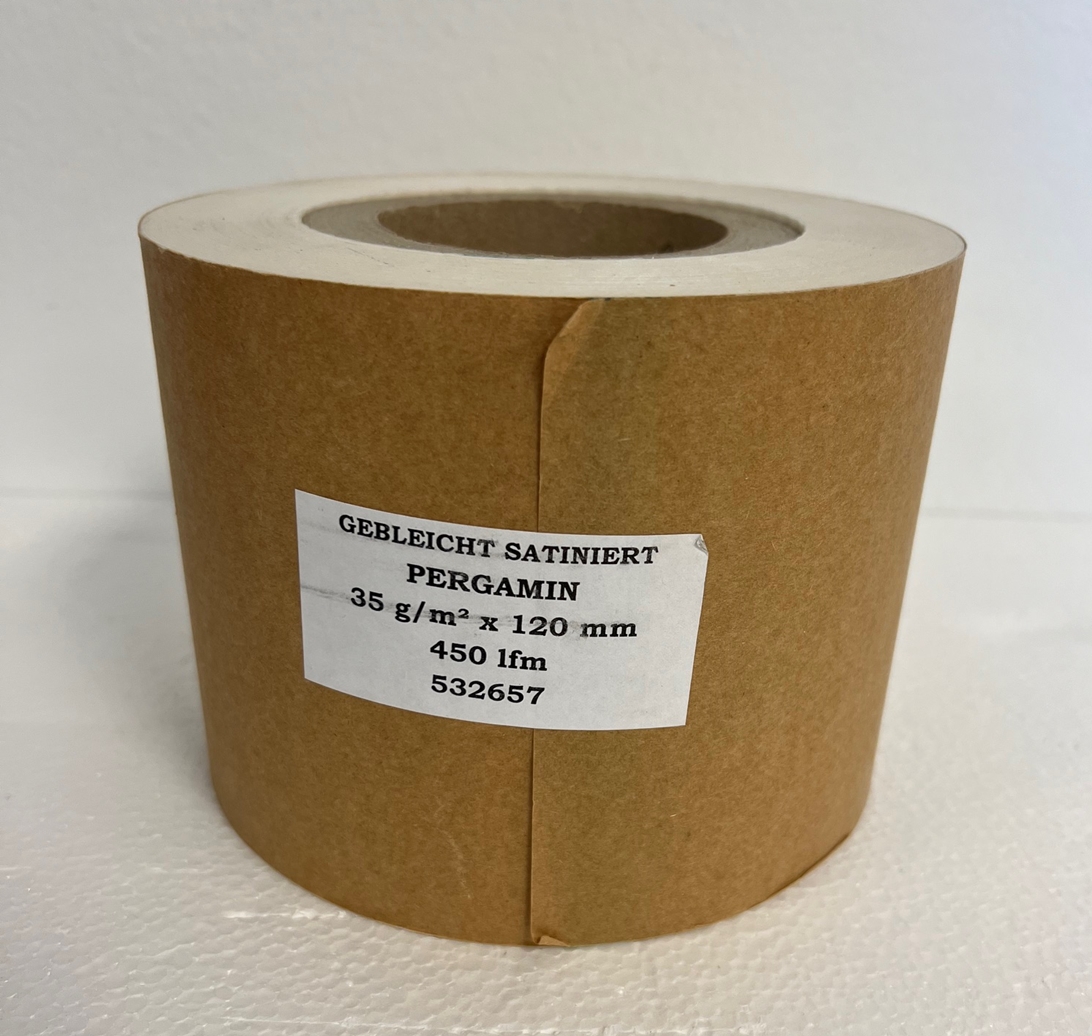 GEBLEICHT SATINIERT
PERGAMIN
35 g/m² x 120 mm
450 lfm
532657